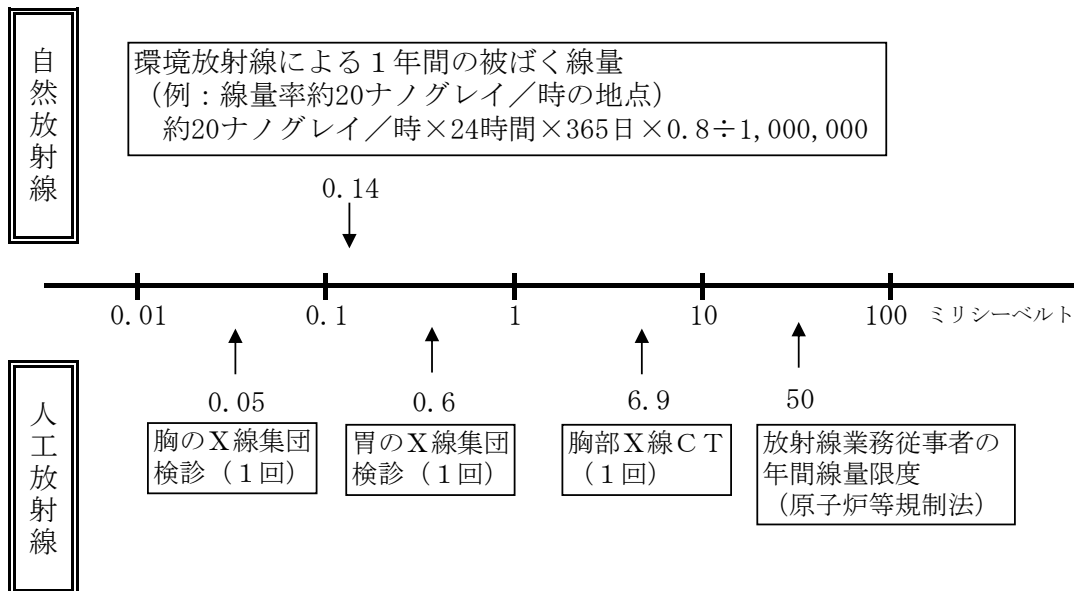 自然放射線
環境放射線による１年間の被ばく線量
（例：線量率約20ナノグレイ／時の地点）
約20ナノグレイ／時×24時間×365日×0.8÷1,000,000
0.14
0.01 0.1 1 10 100 ミリシーベルト
人工放射線
0.05
胸のＸ線集団
検診（１回）
0.6
胃のＸ線集団
検診（１回）
6.9
胸部Ｘ線ＣＴ
（１回）
50
放射線業務従事者の
年間線量限度
（原子炉等規制法）